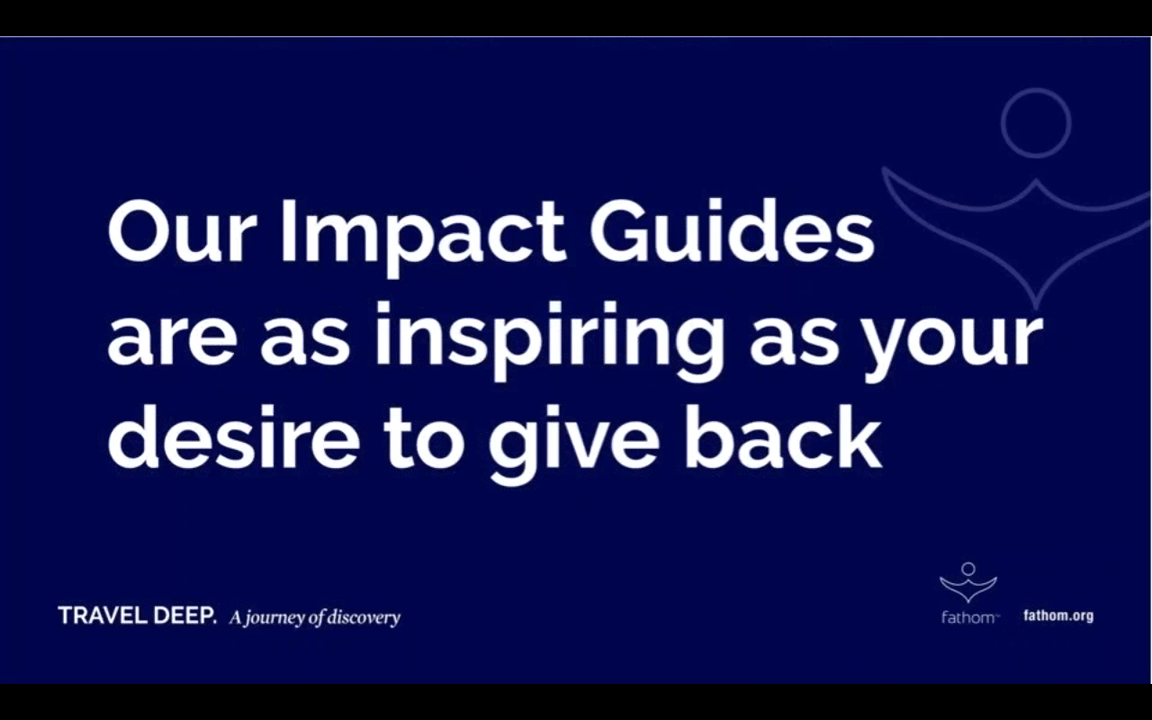 Our Impact Guides
are as inspiring as your
desire to give back
TRAVEL DEEP. A journey of discovery
fathom™ fathom.org